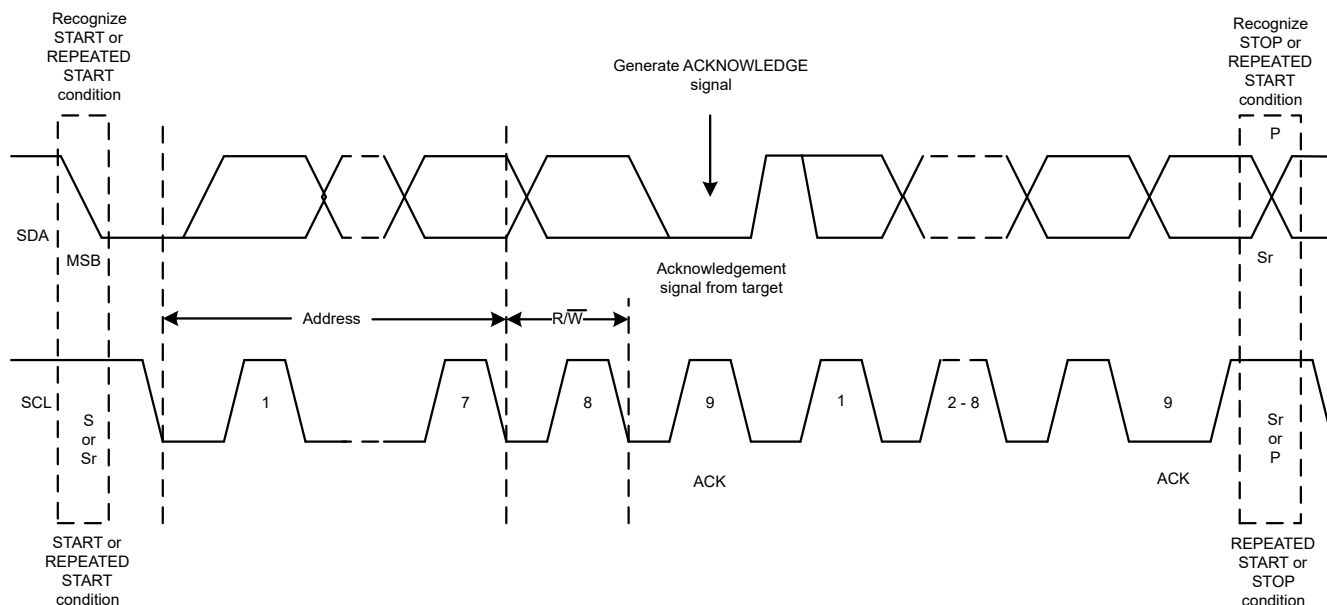 Recognize
START or
REPEATED
START
condition
Recognize
STOP or
REPEATED
START
condition
Generate ACKNOWLEDGE
signal
P
SDA
MSB
Acknowledgement
signal from target
Sr
Address
R/W̅
SCL
1
7
8
9
1
2 - 8
9
S
or
Sr
Sr
or
P
ACK
ACK
START or
REPEATED
START
condition
REPEATED
START or
STOP
condition